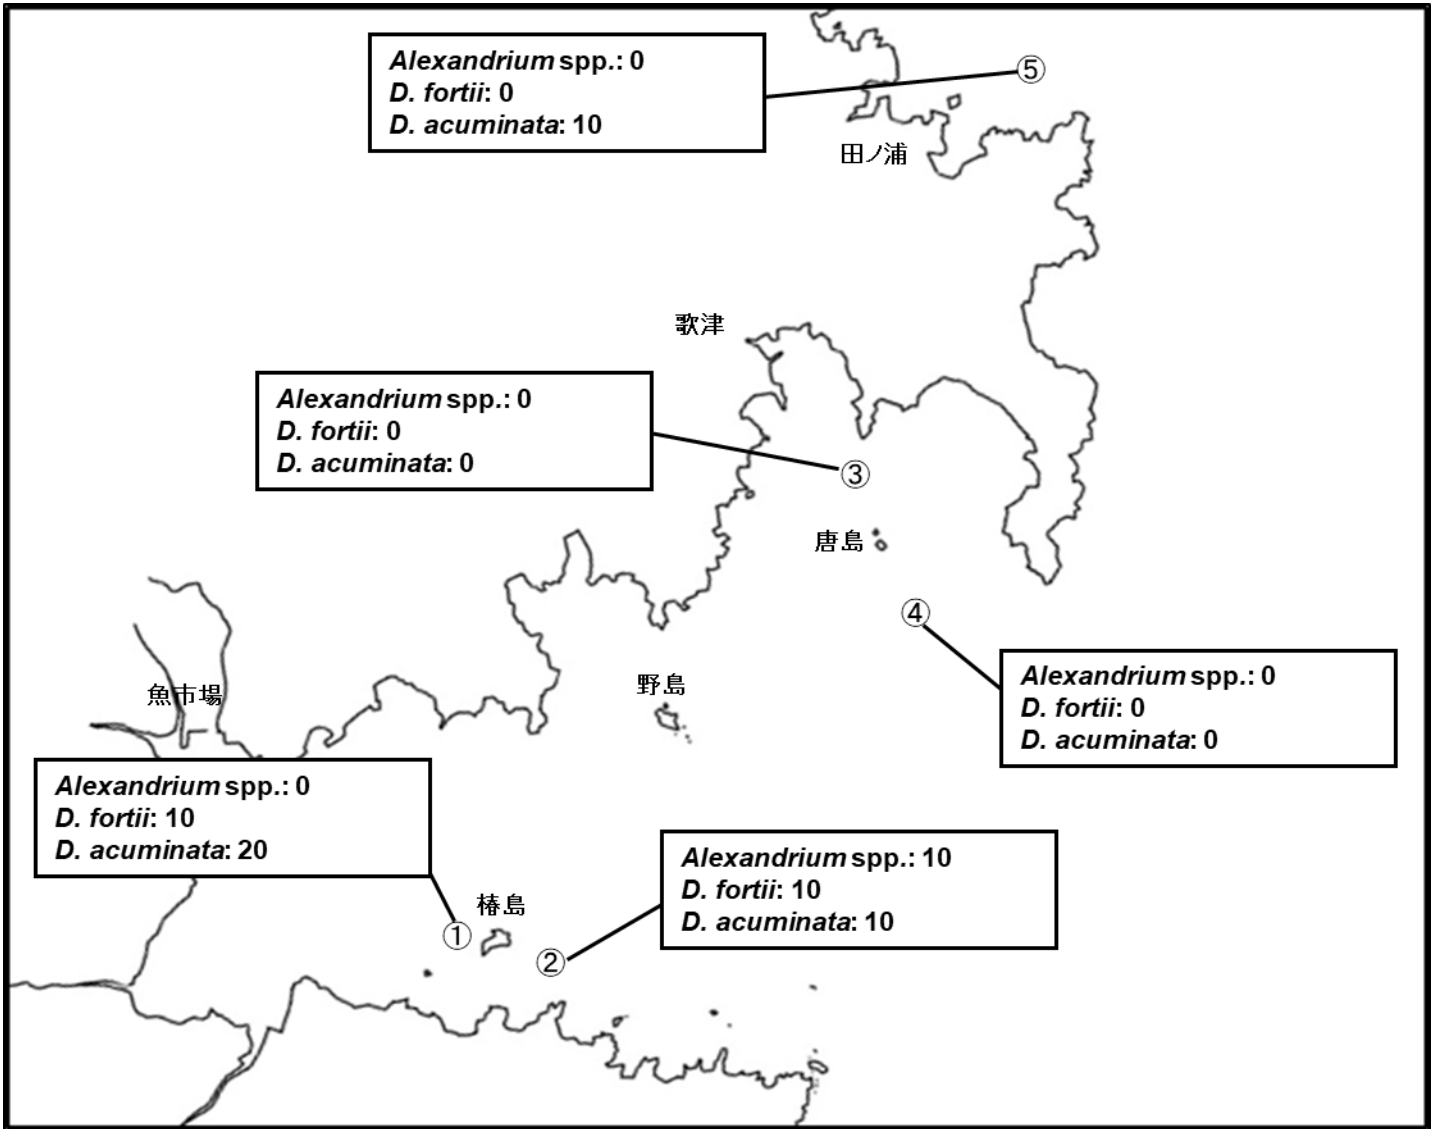 Alexandrium spp.: 0
D. fortii: 0
D. acuminata: 10
⑤
田ノ浦
歌津
Alexandrium spp.: 0
D. fortii: 0
D. acuminata: 0
③
唐島
④
Alexandrium spp.: 0
D. fortii: 0
D. acuminata: 0
野島
魚市場
Alexandrium spp.: 0
D. fortii: 10
D. acuminata: 20
椿島
①
②
Alexandrium spp.: 10
D. fortii: 10
D. acuminata: 10